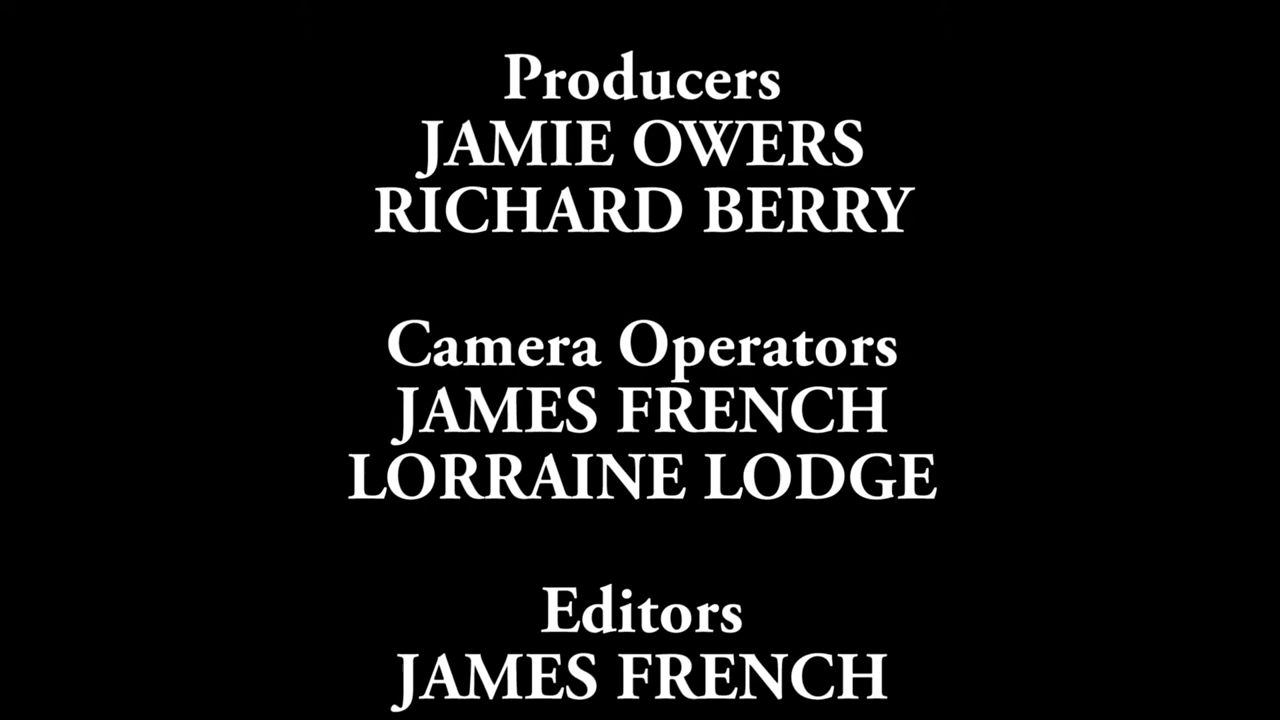 Producers
JAMIE OWERS
RICHARD BERRY
Camera Operators
JAMES FRENCH
LORRAINE LODGE
Editors
JAMES FRENCH